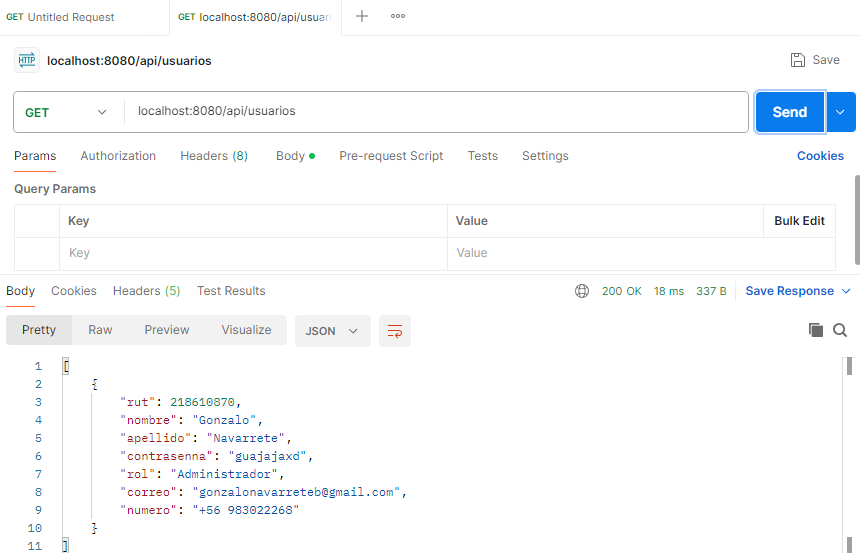 GET Untitled Request
GET localhost:8080/api/usuar
HTTP localhost:8080/api/usuarios
Save
GET
localhost:8080/api/usuarios
Send
Params Authorization Headers (8) Body Pre-request Script Tests Settings Cookies
Query Params
Key Value Bulk Edit
Key Value
Body Cookies Headers (5) Test Results 200 OK 18 ms 337 B Save Response
Pretty Raw Preview Visualize JSON
1 [
2 {
3 "rut": 218610870,
4 "nombre": "Gonzalo",
5 "apellido": "Navarrete",
6 "contrasenna": "guajajaxd",
7 "rol": "Administrador",
8 "correo": "gonzalonavarreteb@gmail.com",
9 "numero": "+56 983022268"
10 }
11 ]